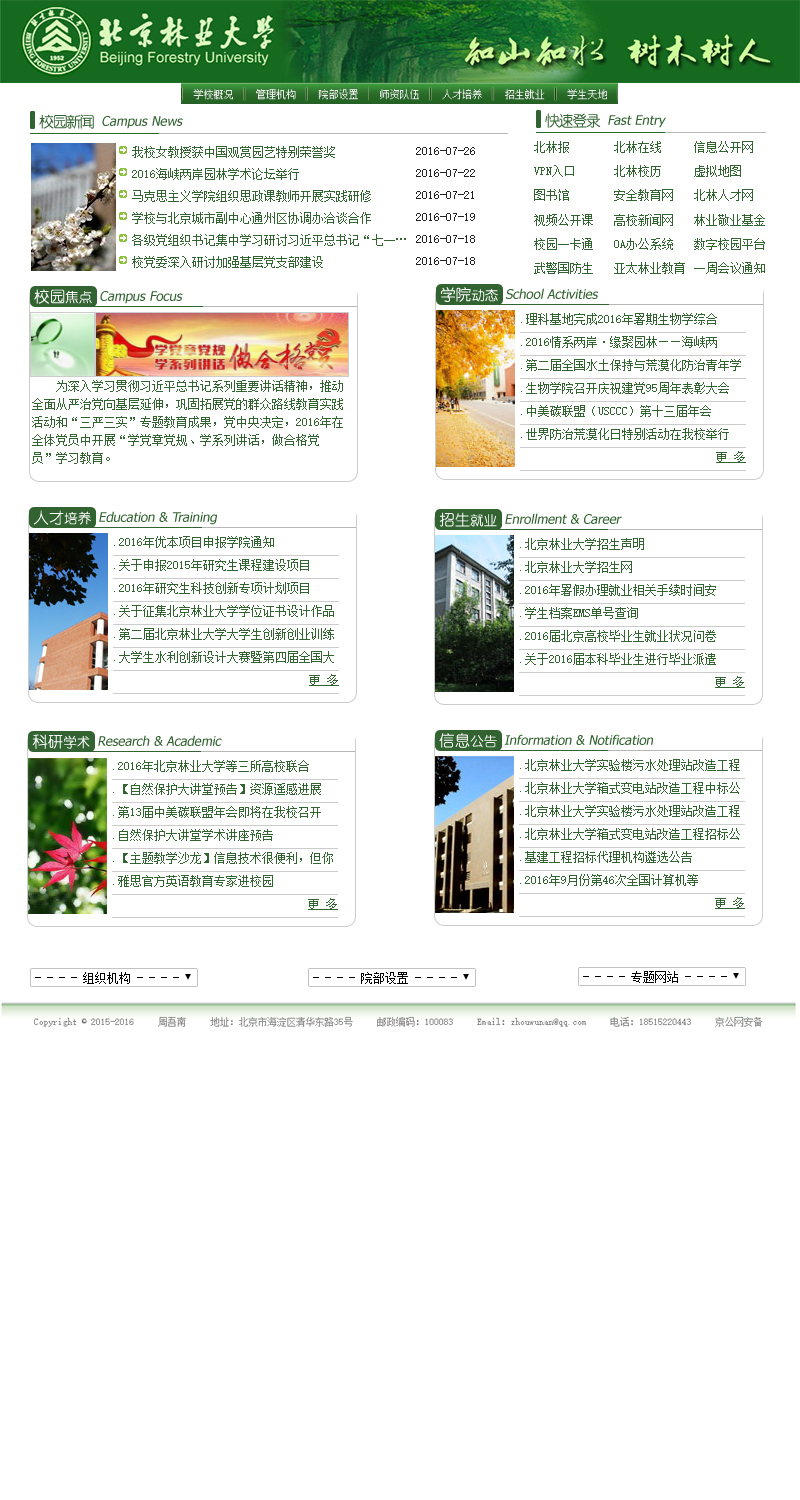 北京林业大学
Beijing Forestry University
BEIJING FORESTRY UNIVERSITY
1952
知山知水 树木树人
学校概况 管理机构 院部设置 师资队伍 人才培养 招生就业 学生天地
校园新闻 Campus News
我校女教授获中国观赏园艺特别荣誉奖 2016-07-26
2016海峡两岸园林学术论坛举行 2016-07-22
马克思主义学院组织思政课教师开展实践研修 2016-07-21
学校与北京城市副中心通州区协调办洽谈合作 2016-07-19
各级党组织书记集中学习研讨习近平总书记“七一… 2016-07-18
校党委深入研讨加强基层党支部建设 2016-07-18
快速登录 Fast Entry
北林报 北林在线 信息公开网
VPN入口 北林校历 虚拟地图
图书馆 安全教育网 北林人才网
视频公开课 高校新闻网 林业敬业基金
校园一卡通 OA办公系统 数字校园平台
武警国防生 亚太林业教育 一周会议通知
校园焦点 Campus Focus
学党章党规
学系列讲话 做合格党员
为深入学习贯彻习近平总书记系列重要讲话精神，推动
全面从严治党向基层延伸，巩固拓展党的群众路线教育实践
活动和“三严三实”专题教育成果，党中央决定，2016年在
全体党员中开展“学党章党规、学系列讲话，做合格党
员”学习教育。
学院动态 School Activities
.理科基地完成2016年暑期生物学综合
.2016情系两岸·缘聚园林——海峡两
.第二届全国水土保持与荒漠化防治青年学
.生物学院召开庆祝建党95周年表彰大会
.中美碳联盟（USCCC）第十三届年会
.世界防治荒漠化日特别活动在我校举行
更 多
人才培养 Education & Training
.2016年优本项目申报学院通知
.关于申报2015年研究生课程建设项目
.2016年研究生科技创新专项计划项目
.关于征集北京林业大学学位证书设计作品
.第二届北京林业大学大学生创新创业训练
.大学生水利创新设计大赛暨第四届全国大
更 多
招生就业 Enrollment & Career
.北京林业大学招生声明
.北京林业大学招生网
.2016年暑假办理就业相关手续时间安
.学生档案EMS单号查询
.2016届北京高校毕业生就业状况问卷
.关于2016届本科毕业生进行毕业派遣
更 多
科研学术 Research & Academic
.2016年北京林业大学等三所高校联合
.【自然保护大讲堂预告】资源遥感进展
.第13届中美碳联盟年会即将在我校召开
.自然保护大讲堂学术讲座预告
.【主题教学沙龙】信息技术很便利，但你
.雅思官方英语教育专家进校园
更 多
信息公告 Information & Notification
.北京林业大学实验楼污水处理站改造工程
.北京林业大学箱式变电站改造工程中标公
.北京林业大学实验楼污水处理站改造工程
.北京林业大学箱式变电站改造工程招标公
.基建工程招标代理机构遴选公告
.2016年9月份第46次全国计算机等
更 多
----组织机构---- ----院部设置---- ----专题网站----
Copyright © 2015-2016 周吾南 地址：北京市海淀区清华东路35号 邮政编码：100083 Email：zhouwunan@qq.com 电话：18515220443 京公网安备